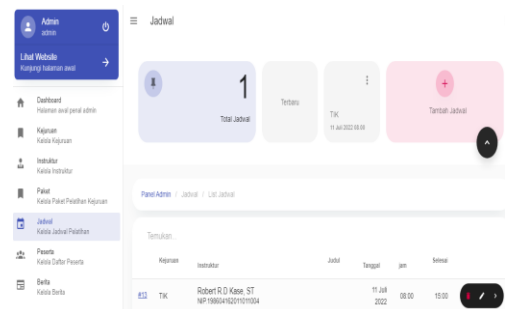 Admin
admin
Lihat Website
Kunjungi halaman awal
Dashboard
Halaman awal panel admin
Kejuruan
Kelola Kejuruan
Instruktur
Kelola Instruktur
Paket
Kelola Paket Pelatihan Kejuruan
Jadwal
Kelola Jadwal Pelatihan
Peserta
Kelola Daftar Peserta
Berita
Kelola Berita
Jadwal
1
Total Jadwal
Terbaru
TIK
11 Juli 2022 08:00
Tambah Jadwal
Panel Admin / Jadwal / List Jadwal
Temukan..
Kejuruan Instruktur Judul Tanggal jam Selesai
#13 TIK Robert R.D Kase, ST 11 Juli 08:00 15:00
NIP.198604162011011004 2022